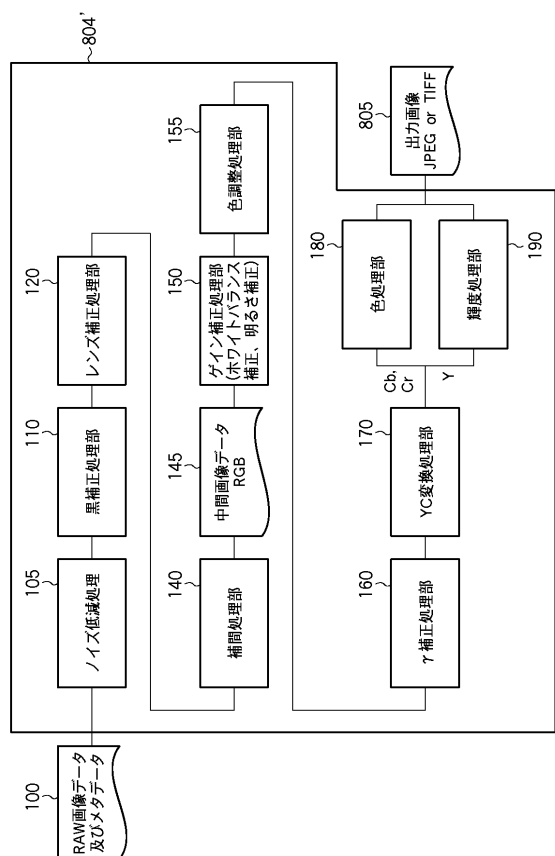 804'
100
RAW画像データ
及びメタデータ
105
ノイズ低減処理
110
黒補正処理部
120
レンズ補正処理部
140
補間処理部
145
中間画像データ
RGB
150
ゲイン補正処理部
(ホワイトバランス
補正、明るさ補正)
155
色調整処理部
160
γ補正処理部
170
YC変換処理部
Cb,
Cr
Y
180
色処理部
190
輝度処理部
805
出力画像
JPEG or TIFF